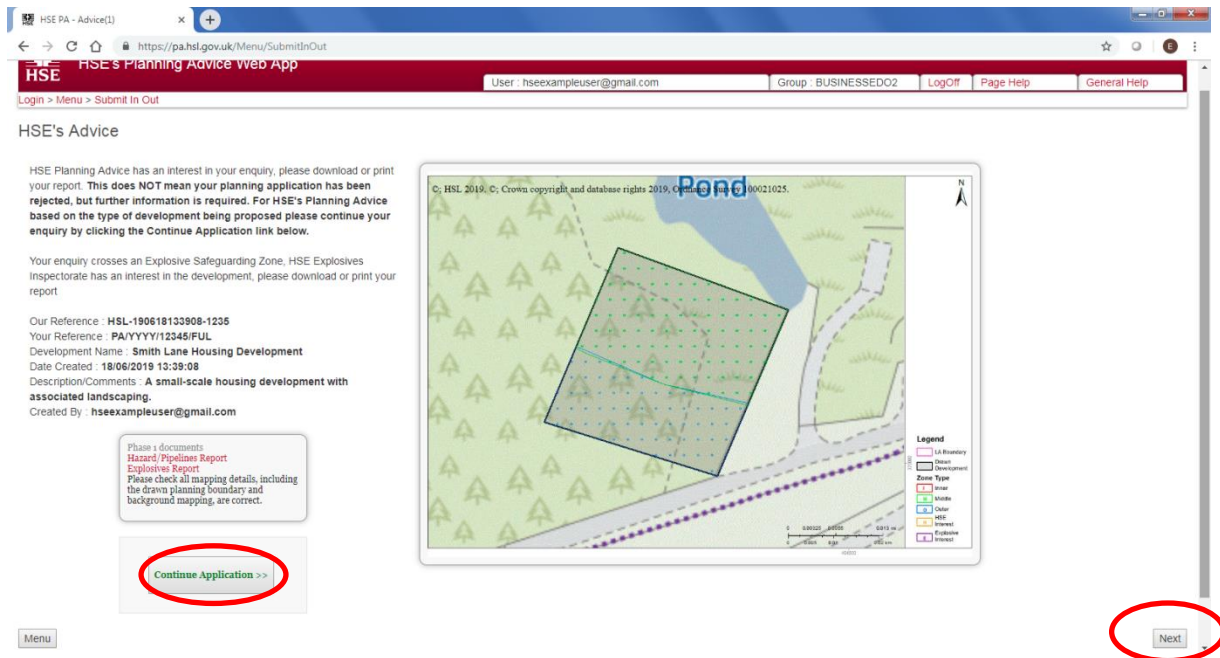 HSE PA - Advice(1)
https://pa.hsl.gov.uk/Menu/SubmitInOut
E
HSE
HSE's Planning Advice Web App
User : hseexampleuser@gmail.com
Group : BUSINESSEDO2
LogOff
Page Help
General Help
Login > Menu > Submit In Out
HSE's Advice
HSE Planning Advice has an interest in your enquiry, please download or print
your report. This does NOT mean your planning application has been
rejected, but further information is required. For HSE's Planning Advice
based on the type of development being proposed please continue your
enquiry by clicking the Continue Application link below.
Your enquiry crosses an Explosive Safeguarding Zone, HSE Explosives
Inspectorate has an interest in the development, please download or print your
report
Our Reference : HSL-190618133908-1235
Your Reference : PA/YYYY/12345/FUL
Development Name : Smith Lane Housing Development
Date Created : 18/06/2019 13:39:08
Description/Comments : A small-scale housing development with
associated landscaping.
Created By : hseexampleuser@gmail.com
Phase 1 documents
Hazard/Pipelines Report
Explosives Report
Please check all mapping details, including
the drawn planning boundary and
background mapping, are correct.
Continue Application >>
©; HSL 2019. ©; Crown copyright and database rights 2019, Ordnance Survey 100021025.
Pond
N
Legend
LA Boundary
Drawn
Development
Zone Type
Inner
Middle
Outer
HSE
Interest
Explosive
Interest
Menu
Next